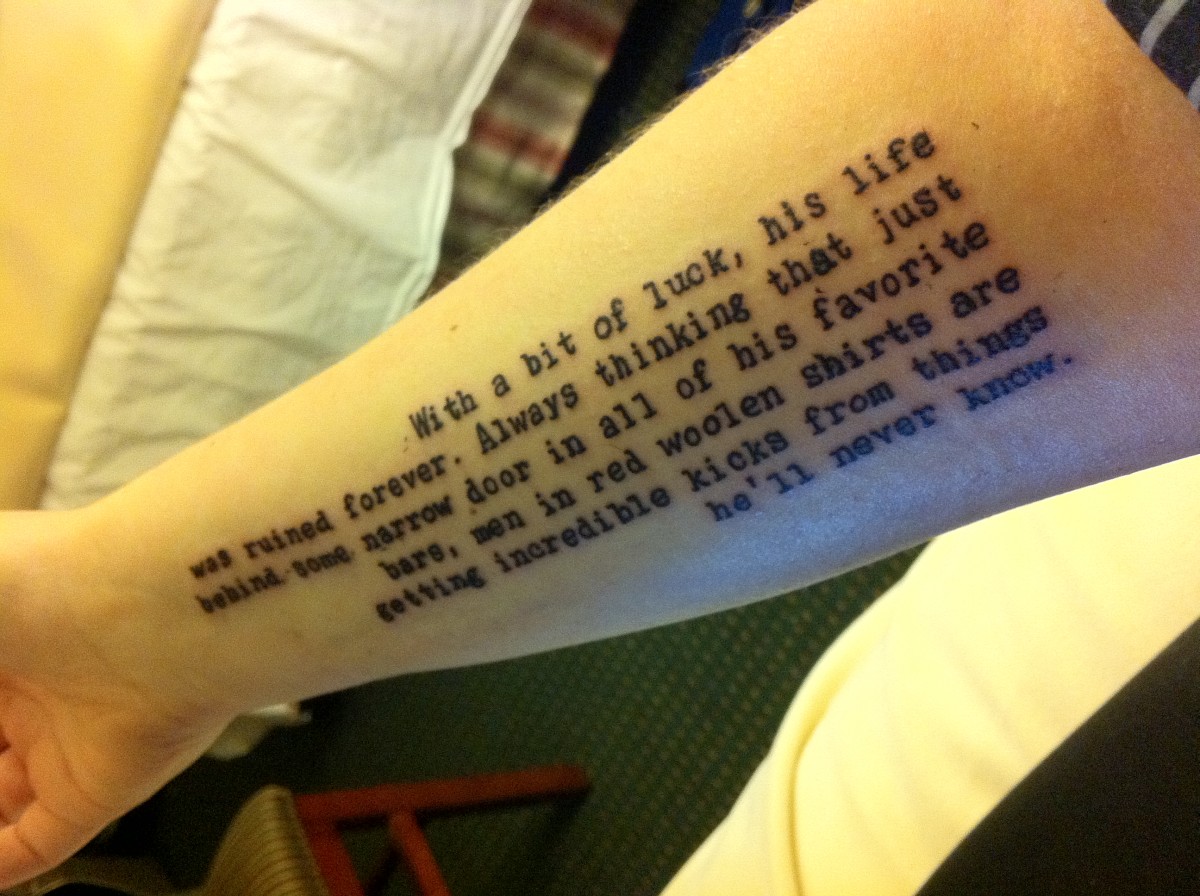 With a bit of luck, his life
was ruined forever. Always thinking that just
behind some narrow door in all of his favorite
bars, men in red woolen shirts are
getting incredible kicks from things
he'll never know.